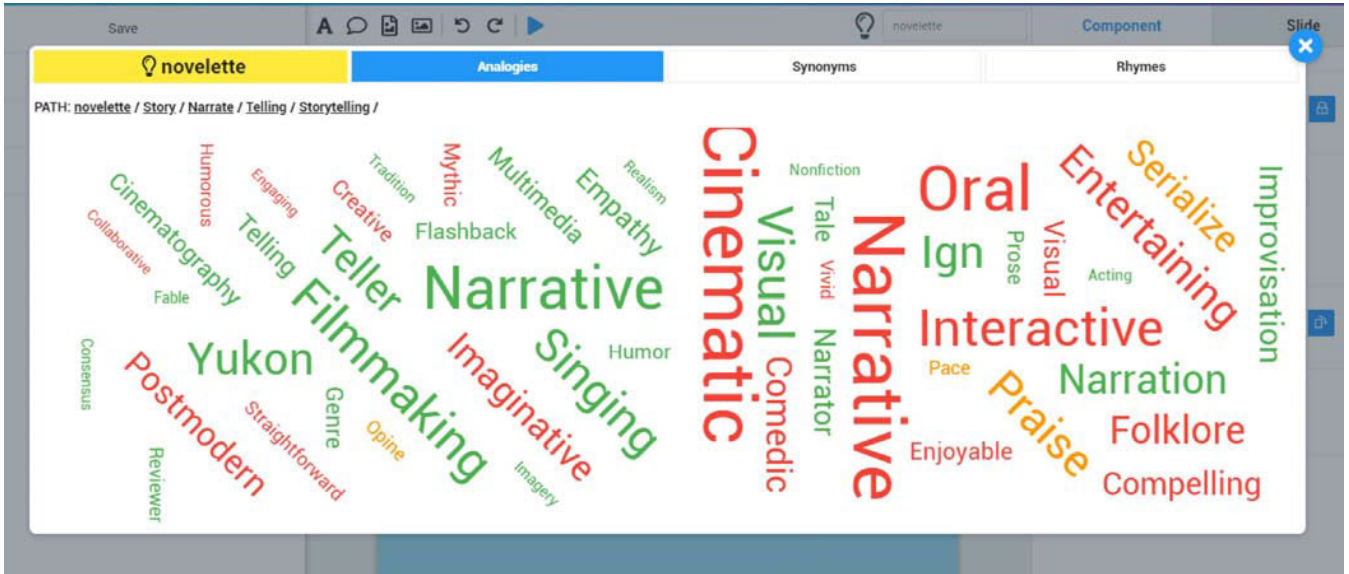 Save
A
novelette
Component
Slide
novelette
Analogies
Synonyms
Rhymes
PATH: novelette / Story / Narrate / Telling / Storytelling /
Humorous
Cinematography
Collaborative
Fable
Engaging
Telling
Creative
Tradition
Mythic
Teller
Flashback
Multimedia
Empathy
Realism
Narrative
Filmmaking
Yukon
Consensus
Postmodern
Reviewer
Straightforward
Genre
Opine
Imaginative
Singing
Humor
Imagery
Cinematic
Visual
Nonfiction
Tale
Vivid
Narrator
Comedic
Narrative
Oral
Ign
Prose
Visual
Acting
Entertaining
Serialize
Improvisation
Interactive
Pace
Praise
Narration
Folklore
Enjoyable
Compelling